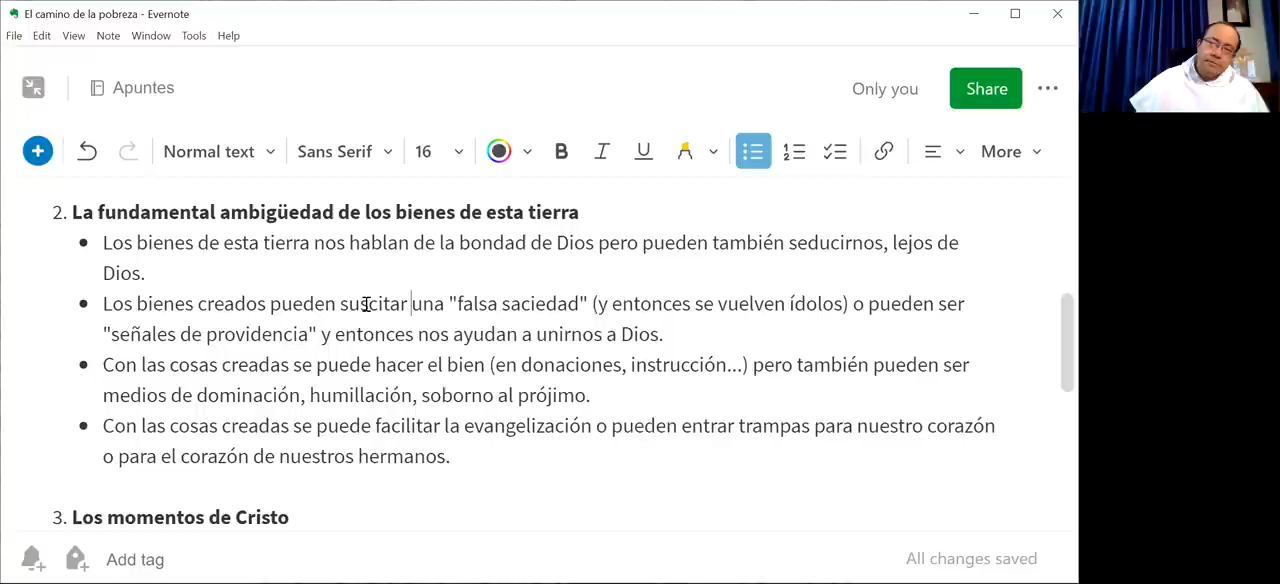 El camino de la pobreza - Evernote
File Edit View Note Window Tools Help
Apuntes Only you Share
Normal text Sans Serif 16 B I U A More
2. La fundamental ambigüedad de los bienes de esta tierra
Los bienes de esta tierra nos hablan de la bondad de Dios pero pueden también seducirnos, lejos de
Dios.
Los bienes creados pueden suscitar una "falsa saciedad" (y entonces se vuelven ídolos) o pueden ser
"señales de providencia" y entonces nos ayudan a unirnos a Dios.
Con las cosas creadas se puede hacer el bien (en donaciones, instrucción...) pero también pueden ser
medios de dominación, humillación, soborno al prójimo.
Con las cosas creadas se puede facilitar la evangelización o pueden entrar trampas para nuestro corazón
o para el corazón de nuestros hermanos.
3. Los momentos de Cristo
Add tag All changes saved